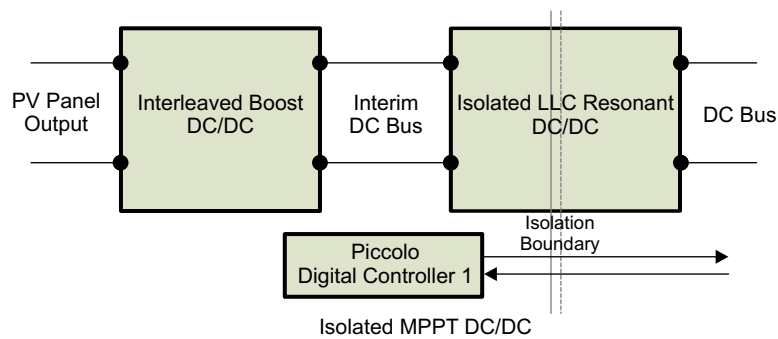 PV Panel
Output
Interleaved Boost
DC/DC
Interim
DC Bus
Isolated LLC Resonant
DC/DC
DC Bus
Isolation
Boundary
Piccolo
Digital Controller 1
Isolated MPPT DC/DC